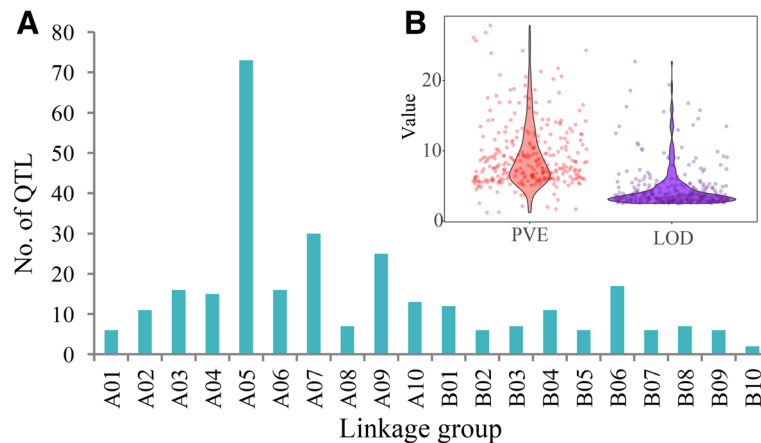 A
No. of QTL
80
70
60
50
40
30
20
10
0
A01 A02 A03 A04 A05 A06 A07 A08 A09 A10 B01 B02 B03 B04 B05 B06 B07 B08 B09 B10
Linkage group
B
Value
20
10
0
PVE LOD